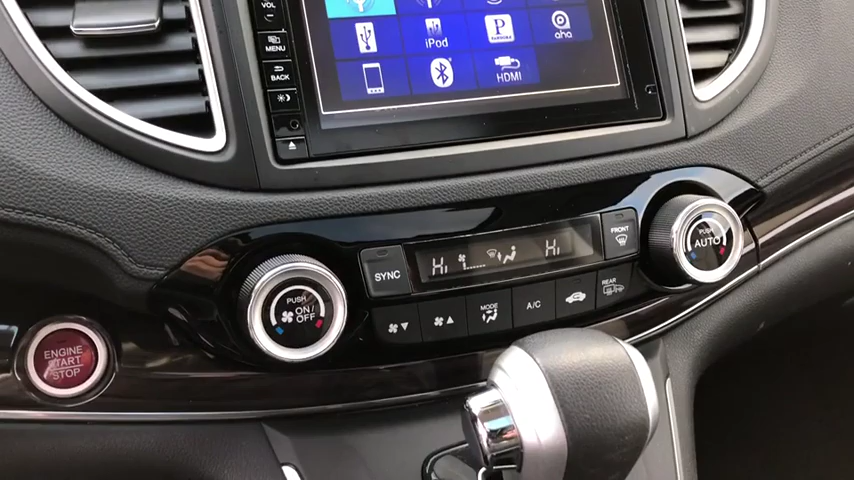 VOL
MENU
BACK
iPod
P
PANDORA
aha
HDMI
PUSH
ON/
OFF
SYNC
Hi
Hi
FRONT
PUSH
AUTO
MODE
A/C
REAR
ENGINE
START
STOP